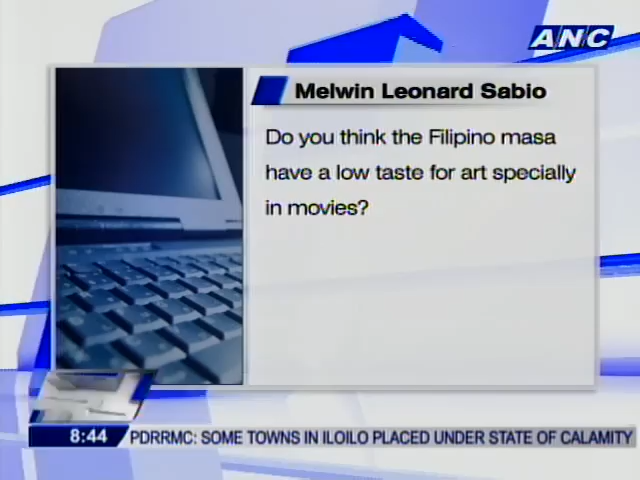 ANC
Melwin Leonard Sabio
Do you think the Filipino masa
have a low taste for art specially
in movies?
8:44 PDRRMC: SOME TOWNS IN ILOILO PLACED UNDER STATE OF CALAMITY